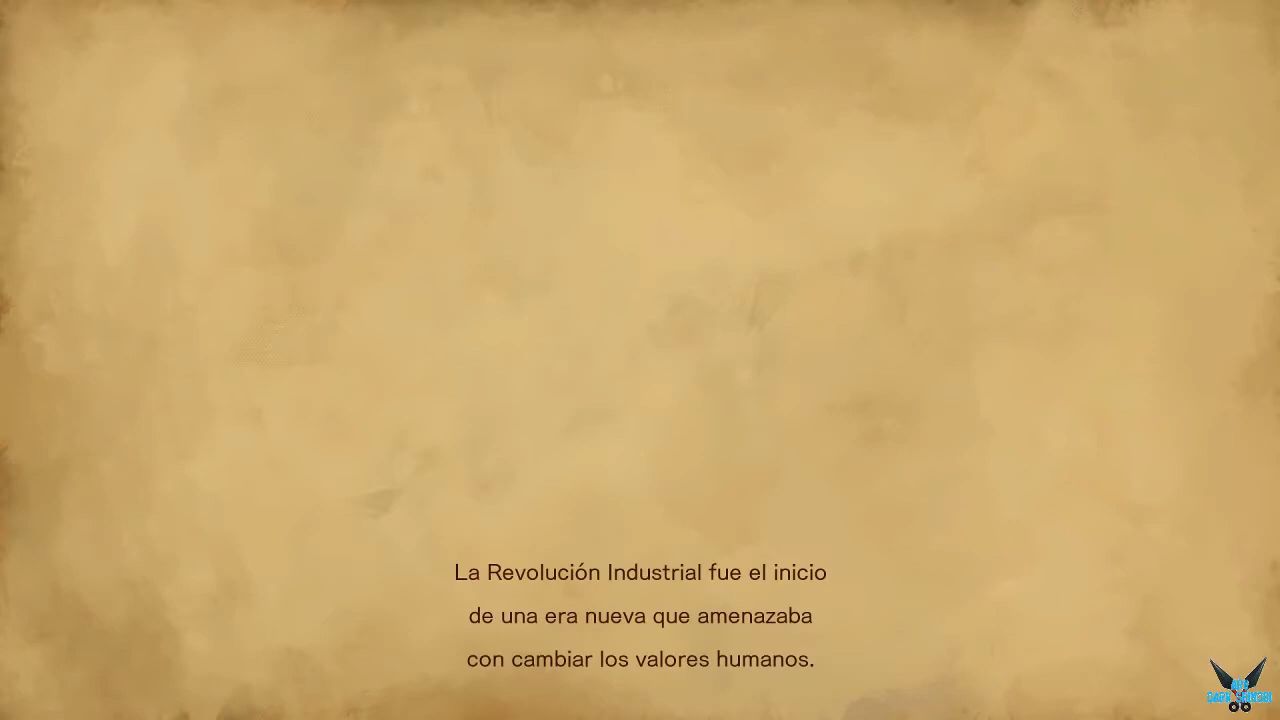 La Revolución Industrial fue el inicio
de una era nueva que amenazaba
con cambiar los valores humanos.